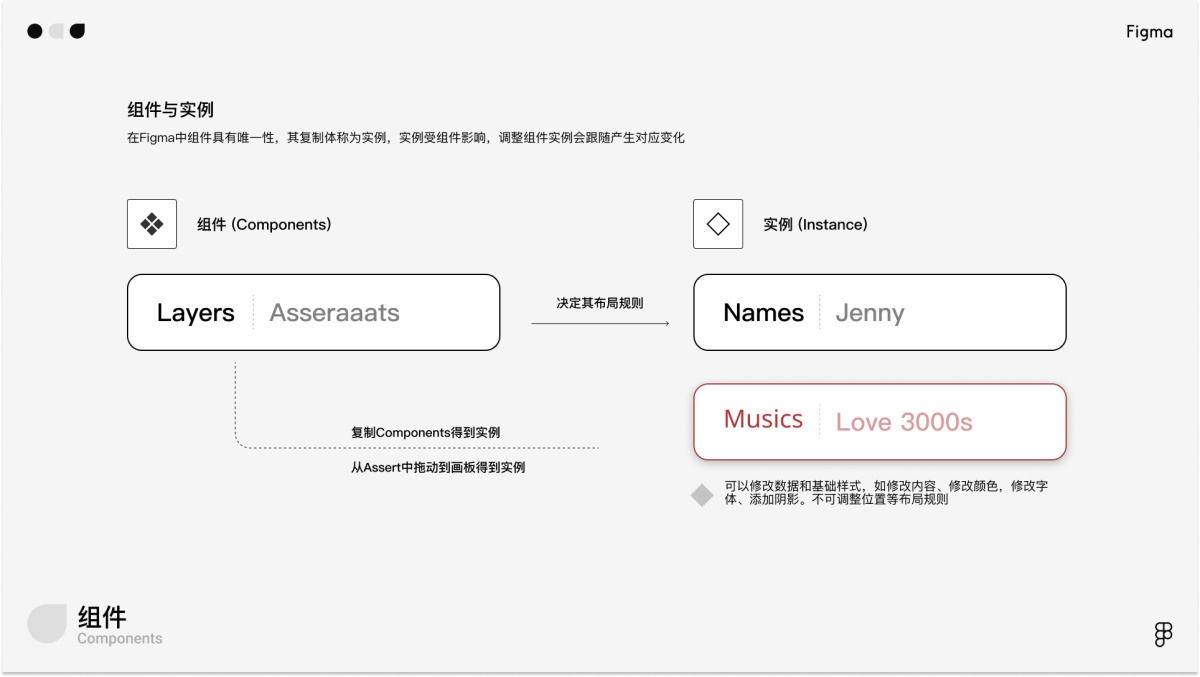 Figma
组件与实例
在Figma中组件具有唯一性，其复制体称为实例，实例受组件影响，调整组件实例会跟随产生对应变化
组件 (Components)
实例 (Instance)
Layers
Asseraaats
决定其布局规则
Names
Jenny
Musics
Love 3000s
复制Components得到实例
从Assert中拖动到画板得到实例
可以修改数据和基础样式，如修改内容、修改颜色，修改字
体、添加阴影。不可调整位置等布局规则
组件
Components